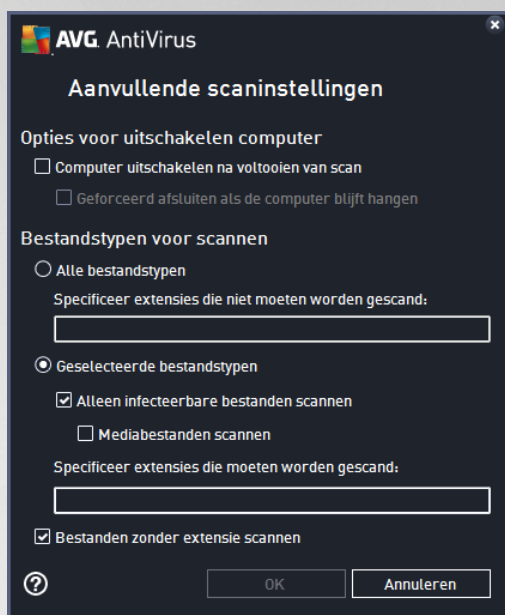 AVG. AntiVirus
Aanvullende scaninstellingen
Opties voor uitschakelen computer
Computer uitschakelen na voltooien van scan
Geforceerd afsluiten als de computer blijft hangen
Bestandstypen voor scannen
Alle bestandstypen
Specificeer extensies die niet moeten worden gescand:
Geselecteerde bestandstypen
Alleen infecteerbare bestanden scannen
Mediabestanden scannen
Specificeer extensies die moeten worden gescand:
Bestanden zonder extensie scannen
? OK Annuleren